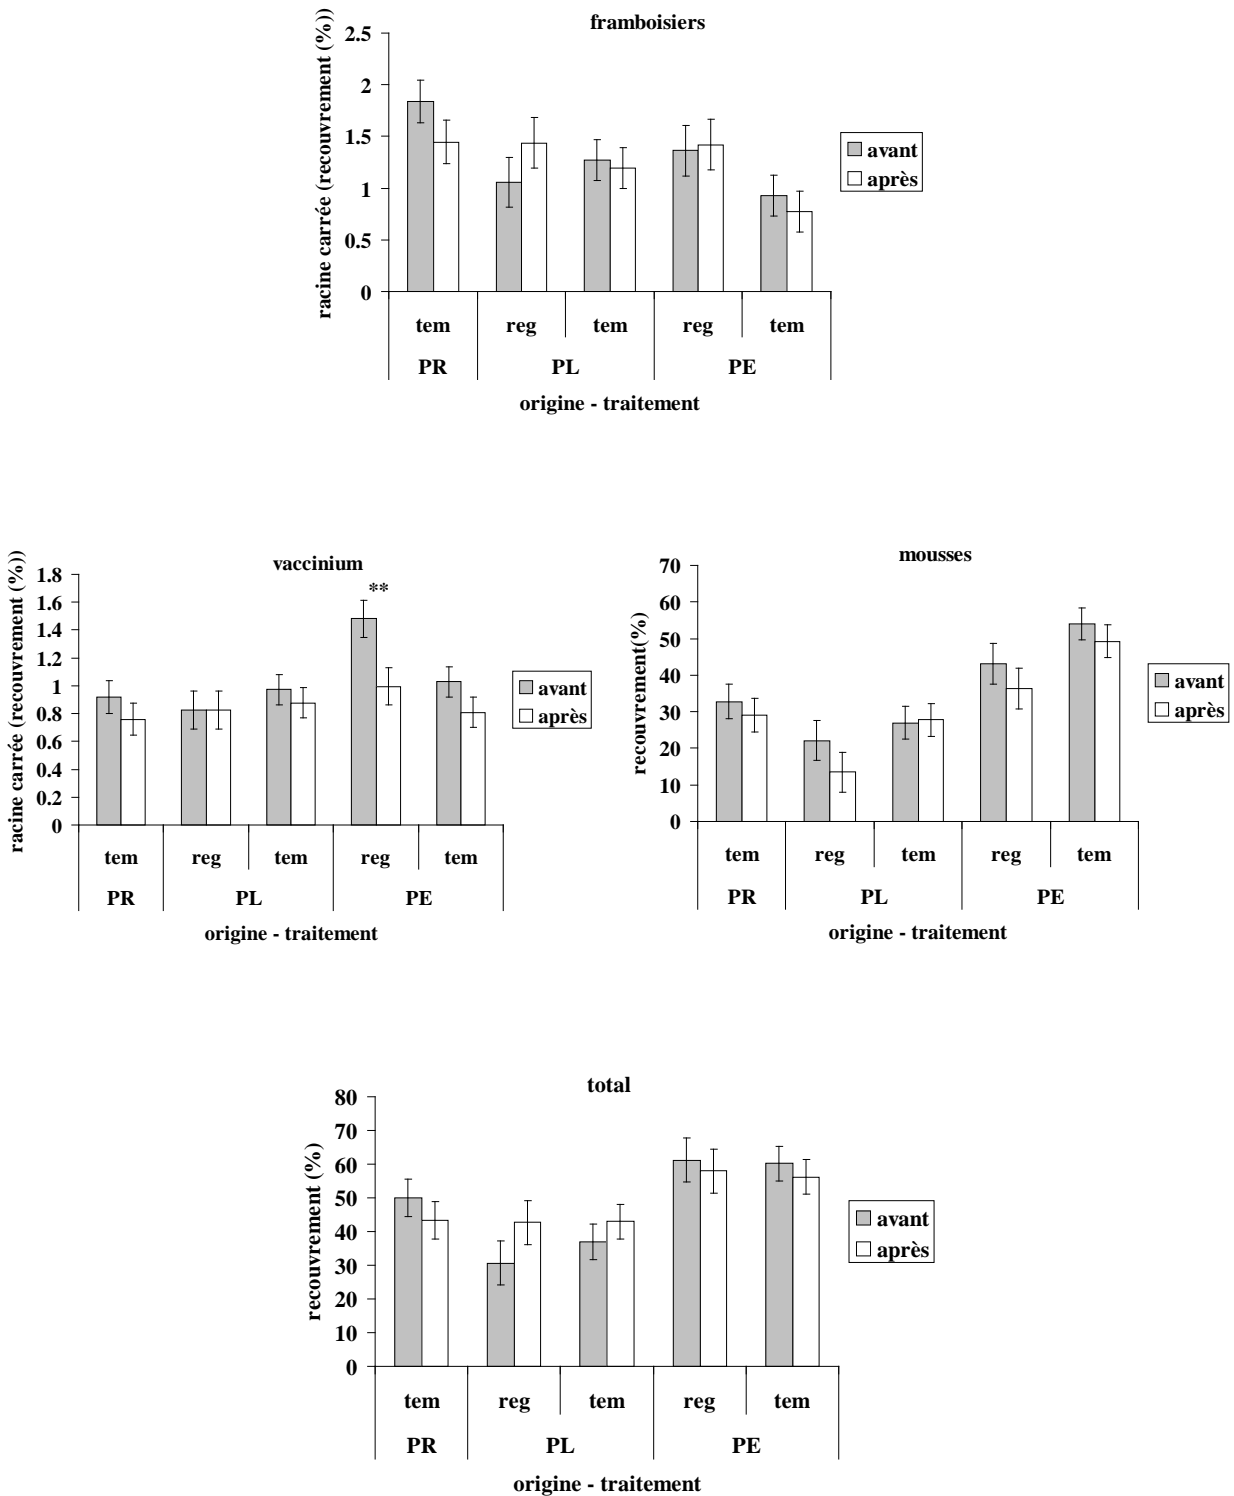 framboisiers
racine carrée (recouvrement (%))
2.5
2
1.5
1
0.5
0
avant
après
tem reg tem reg tem
PR PL PE
origine - traitement
vaccinium
racine carrée (recouvrement (%))
1.8
1.6
1.4
1.2
1
0.8
0.6
0.4
0.2
0
**
avant
après
tem reg tem reg tem
PR PL PE
origine - traitement
mousses
recouvrement(%)
70
60
50
40
30
20
10
0
avant
après
tem reg tem reg tem
PR PL PE
origine - traitement
total
recouvrement (%)
80
70
60
50
40
30
20
10
0
avant
après
tem reg tem reg tem
PR PL PE
origine - traitement